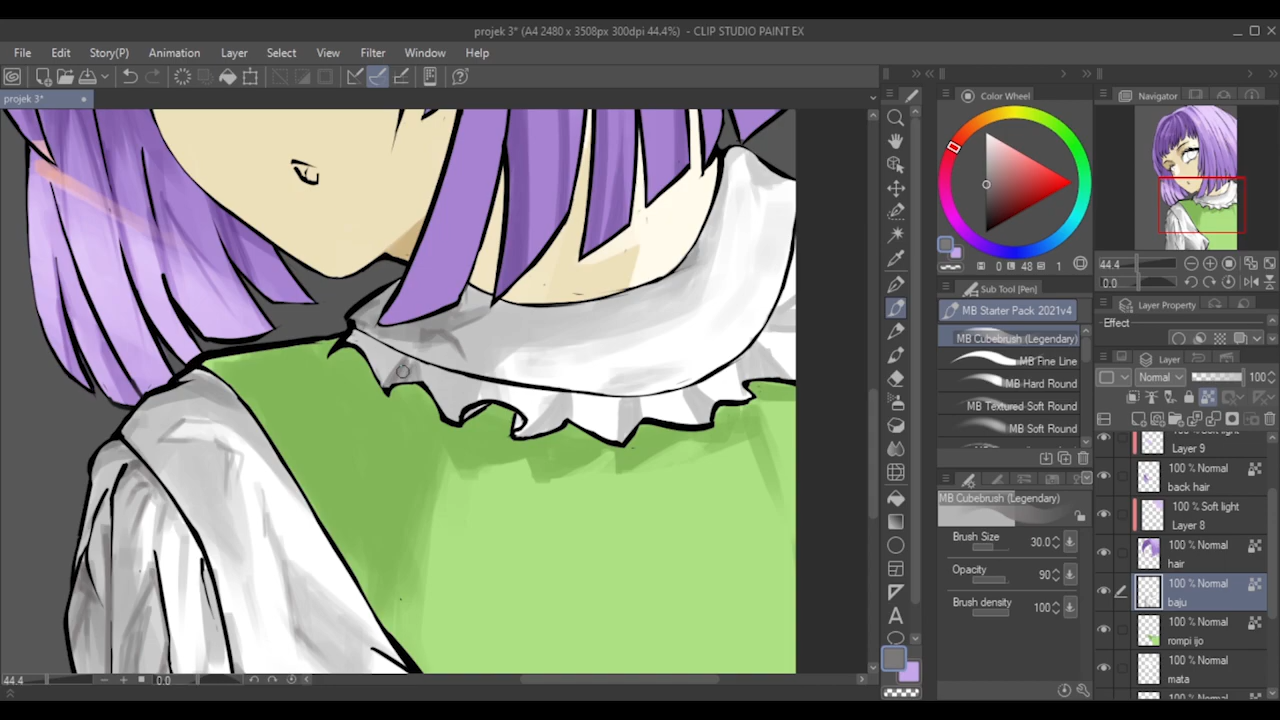 projek 3* (A4 2480 x 3508px 300dpi 44.4%) - CLIP STUDIO PAINT EX
File Edit Story(P) Animation Layer Select View Filter Window Help
projek 3*
Color Wheel
0 48 1
Sub Tool [Pen]
MB Starter Pack 2021v4
MB Cubebrush (Legendary)
MB Fine Line
MB Hard Round
MB Textured Soft Round
MB Soft Round
MB Cubebrush (Legendary)
Brush Size 30.0
Opacity 90
Brush density 100
Navigator
44.4
0.0
Layer Property
Effect
Layer
Normal 100
Layer 9
100 % Normal
back hair
100 % Soft light
Layer 8
100 % Normal
hair
100 % Normal
baju
100 % Normal
rompi ijo
100 % Normal
mata
44.4 0.0